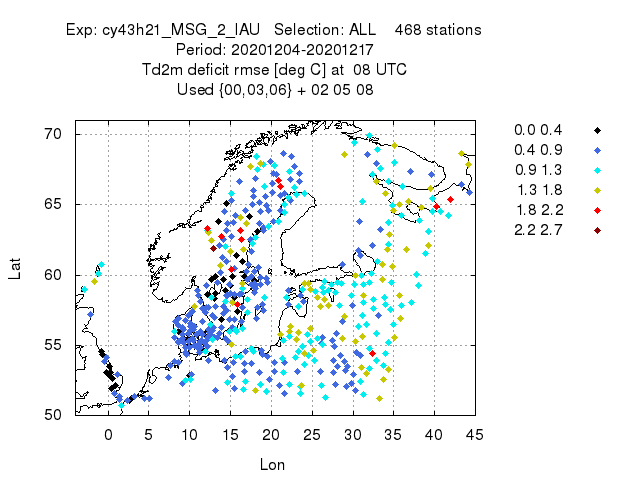 Exp: cy43h21_MSG_2_IAU   Selection: ALL    468 stations
Period: 20201204-20201217
Td2m deficit rmse [deg C] at  08 UTC
Used {00,03,06} + 02 05 08
0.0 0.4
0.4 0.9
0.9 1.3
1.3 1.8
1.8 2.2
2.2 2.7
70
65
60
55
50
Lat
0 5 10 15 20 25 30 35 40 45
Lon